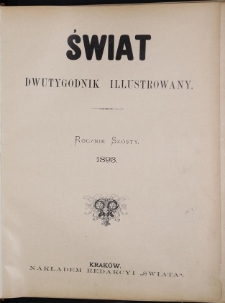 ŚWIAT
DWUTYGODNIK ILLUSTROWANY.
ROCZNIK SZÓSTY.
1893.
KRAKÓW.
NAKŁADEM REDAKCYI „ŚWIATA“